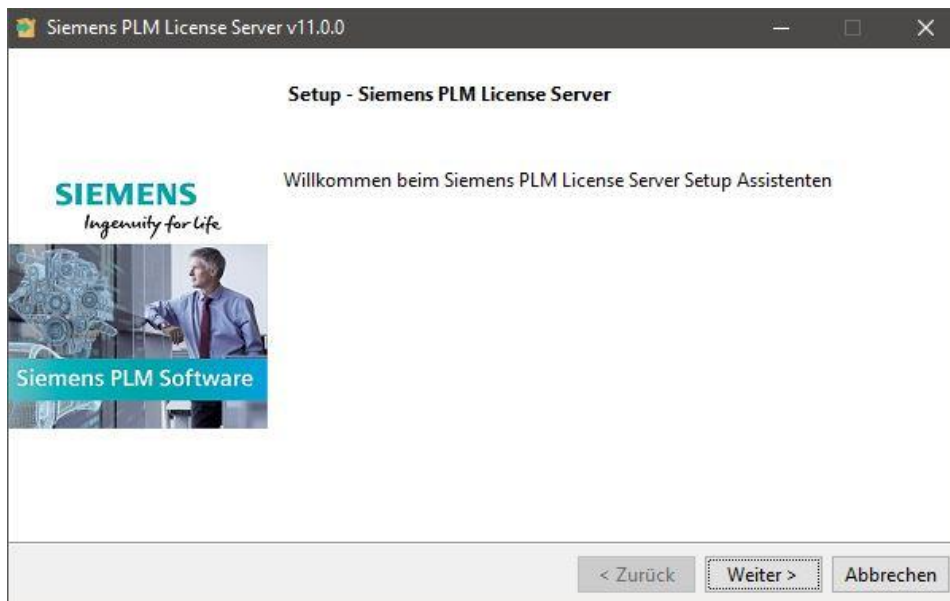 Siemens PLM License Server v11.0.0
Setup - Siemens PLM License Server
Willkommen beim Siemens PLM License Server Setup Assistenten
SIEMENS
Ingenuity for life
Siemens PLM Software
< Zurück
Weiter >
Abbrechen